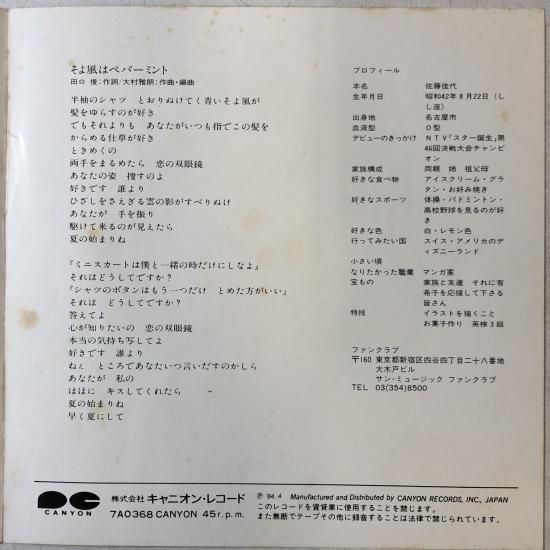 そよ風はペパーミント
田口 俊:作詞/大村雅朗:作曲・編曲
半袖のシャツ とおりぬけてく青いそよ風が
髪をゆらすのが好き
でもそれよりも あなたがいつも指でこの髪を
からめる仕草が好き
ときめくの
両手をまるめたら 恋の双眼鏡
あなたの姿 捜すのよ
好きです 誰より
ひざしをさえぎる雲の影がすべりぬけ
あなたが 手を振り
駆けて来るのが見えたら
夏の始まりね
『ミニスカートは僕と一緒の時だけにしなよ』
それはどうしてですか?
『シャツのボタンはもう一つだけ とめた方がいい』
それは どうしてですか?
答えてよ
心が知りたいの 恋の双眼鏡
本当の気持ち写してよ
好きです 誰より
ねぇ ところであなたいつ言いだすのかしら
あなたが 私の
ほほに キスしてくれたら
夏の始まりね
早く夏にして
プロフィール
本名 佐藤佳代
生年月日 昭和42年8月22日(し
し座)
出身地 名古屋市
血液型 O型
デビューのきっかけ NTV「スター誕生」第
46回決戦大会チャンピ
オン
家族構成 両親 姉 祖父母
好きな食べ物 アイスクリーム・グラ
タン・お好み焼き
好きなスポーツ 体操・バドミントン・
高校野球を見るのが好
き
好きな色 白・レモン色
行ってみたい国 スイス・アメリカのデ
ィズニーランド
小さい頃
なりたかった職業 マンガ家
宝もの 家族と友達 それに有
希子を応援して下さる
皆さん
特技 イラストを描くこと
お菓子作り 英検3級
ファンクラブ
〒160 東京都新宿区四谷四丁目二十八番地
大木戸ビル
サン・ミュージック ファンクラブ
TEL 03(354)8500
CANYON
株式会社 キャニオン・レコード
7A0368 CANYON 45r.p.m.
Ⓟ '84.4 Manufactured and Distributed by CANYON RECORDS, INC., JAPAN
このレコードを賃貸業に使用することを禁じます。
また無断でテープその他に録音することは法律で禁じられています。